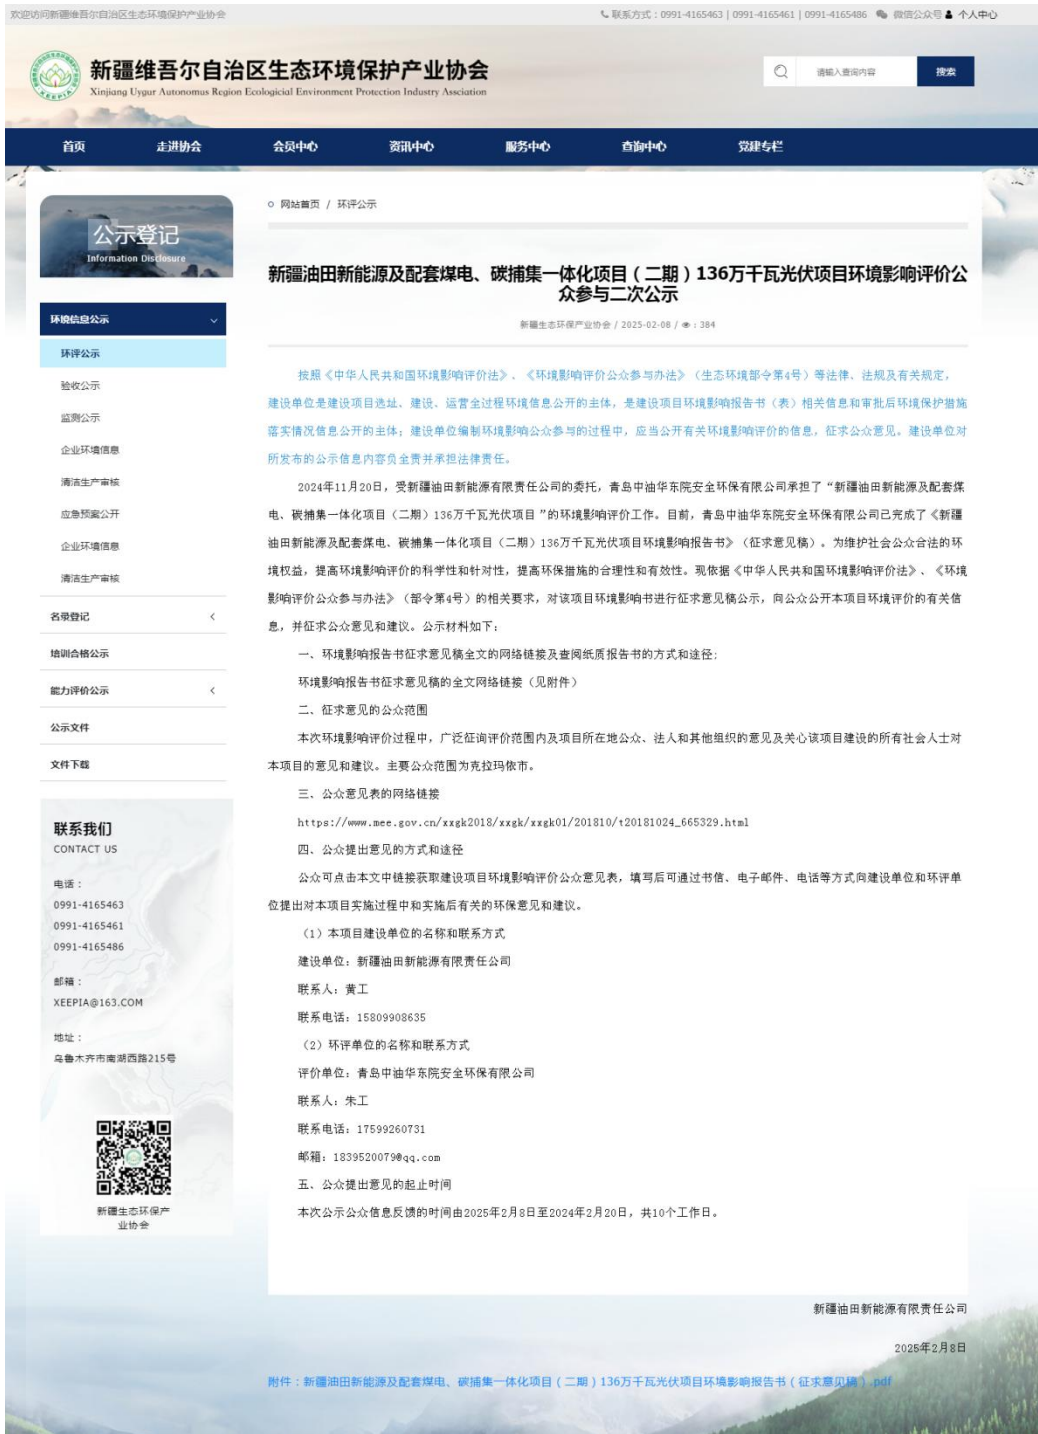 欢迎访问新疆维吾尔自治区生态环境保护产业协会
联系方式：0991-4165463 | 0991-4165461 | 0991-4165486 微信公众号 个人中心
新疆维吾尔自治区生态环境保护产业协会
Xinjiang Uygur Autonomus Region Ecologicial Environment Protection Industry Assciation
XEEPIA
请输入查询内容
搜索
首页 走进协会 会员中心 资讯中心 服务中心 查询中心 党建专栏
公示登记
Information Disclosure
环境信息公示
环评公示
验收公示
监测公示
企业环境信息
清洁生产审核
应急预案公开
企业环境信息
清洁生产审核
名录登记
培训合格公示
能力评价公示
公示文件
文件下载
联系我们
CONTACT US
电话：
0991-4165463
0991-4165461
0991-4165486
邮箱：
XEEPIA@163.COM
地址：
乌鲁木齐市南湖西路215号
新疆生态环保产
业协会
网站首页 / 环评公示
新疆油田新能源及配套煤电、碳捕集一体化项目（二期）136万千瓦光伏项目环境影响评价公
众参与二次公示
新疆生态环保产业协会 / 2025-02-08 / : 384
按照《中华人民共和国环境影响评价法》、《环境影响评价公众参与办法》（生态环境部令第4号）等法律、法规及有关规定，
建设单位是建设项目选址、建设、运营全过程环境信息公开的主体，是建设项目环境影响报告书（表）相关信息和审批后环境保护措施
落实情况信息公开的主体；建设单位编制环境影响公众参与的过程中，应当公开有关环境影响评价的信息，征求公众意见。建设单位对
所发布的公示信息内容负全责并承担法律责任。
2024年11月20日，受新疆油田新能源有限责任公司的委托，青岛中油华东院安全环保有限公司承担了“新疆油田新能源及配套煤
电、碳捕集一体化项目（二期）136万千瓦光伏项目”的环境影响评价工作。目前，青岛中油华东院安全环保有限公司已完成了《新疆
油田新能源及配套煤电、碳捕集一体化项目（二期）136万千瓦光伏项目环境影响报告书》（征求意见稿）。为维护社会公众合法的环
境权益，提高环境影响评价的科学性和针对性，提高环保措施的合理性和有效性。现依据《中华人民共和国环境影响评价法》、《环境
影响评价公众参与办法》（部令第4号）的相关要求，对该项目环境影响书进行征求意见稿公示，向公众公开本项目环境评价的有关信
息，并征求公众意见和建议。公示材料如下：
一、环境影响报告书征求意见稿全文的网络链接及查阅纸质报告书的方式和途径;
环境影响报告书征求意见稿的全文网络链接（见附件）
二、征求意见的公众范围
本次环境影响评价过程中，广泛征询评价范围内及项目所在地公众、法人和其他组织的意见及关心该项目建设的所有社会人士对
本项目的意见和建议。主要公众范围为克拉玛依市。
三、公众意见表的网络链接
https://www.mee.gov.cn/xxgk2018/xxgk/xxgk01/201810/t20181024_665329.html
四、公众提出意见的方式和途径
公众可点击本文中链接获取建设项目环境影响评价公众意见表，填写后可通过书信、电子邮件、电话等方式向建设单位和环评单
位提出对本项目实施过程中和实施后有关的环保意见和建议。
（1）本项目建设单位的名称和联系方式
建设单位：新疆油田新能源有限责任公司
联系人：黄工
联系电话：15809908635
（2）环评单位的名称和联系方式
评价单位：青岛中油华东院安全环保有限公司
联系人：朱工
联系电话：17599260731
邮箱：1839520079@qq.com
五、公众提出意见的起止时间
本次公示公众信息反馈的时间由2025年2月8日至2024年2月20日，共10个工作日。
新疆油田新能源有限责任公司
2025年2月8日
附件：新疆油田新能源及配套煤电、碳捕集一体化项目（二期）136万千瓦光伏项目环境影响报告书（征求意见稿）.pdf